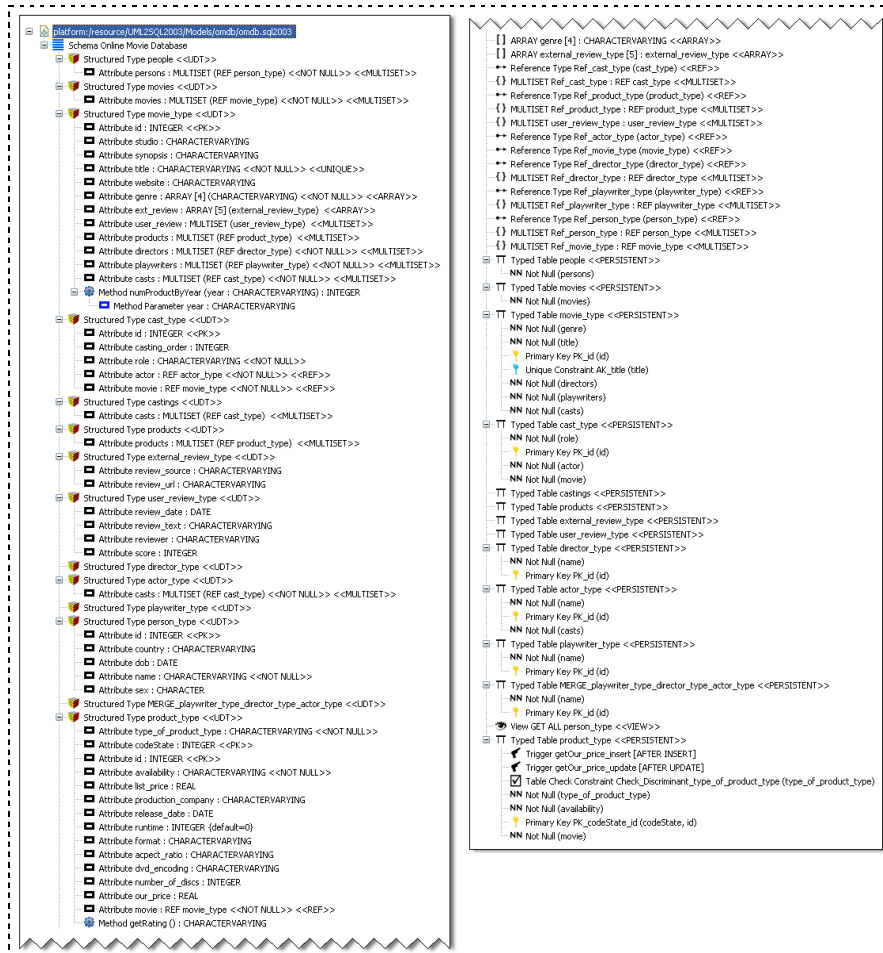 platform:/resource/UML2SQL2003/Models/omdb/omdb.sql2003
Schema Online Movie Database
Structured Type people <<UDT>>
Attribute persons : MULTISET (REF person_type) <<NOT NULL>> <<MULTISET>>
Structured Type movies <<UDT>>
Attribute movies : MULTISET (REF movie_type) <<NOT NULL>> <<MULTISET>>
Structured Type movie_type <<UDT>>
Attribute id : INTEGER <<PK>>
Attribute studio : CHARACTERVARYING
Attribute synopsis : CHARACTERVARYING
Attribute title : CHARACTERVARYING <<NOT NULL>> <<UNIQUE>>
Attribute website : CHARACTERVARYING
Attribute genre : ARRAY [4] (CHARACTERVARYING) <<NOT NULL>> <<ARRAY>>
Attribute ext_review : ARRAY [5] (external_review_type) <<ARRAY>>
Attribute user_review : MULTISET (user_review_type) <<MULTISET>>
Attribute products : MULTISET (REF product_type) <<MULTISET>>
Attribute directors : MULTISET (REF director_type) <<NOT NULL>> <<MULTISET>>
Attribute playwriters : MULTISET (REF playwriter_type) <<NOT NULL>> <<MULTISET>>
Attribute casts : MULTISET (REF cast_type) <<NOT NULL>> <<MULTISET>>
Method numProductByYear (year : CHARACTERVARYING) : INTEGER
Method Parameter year : CHARACTERVARYING
Structured Type cast_type <<UDT>>
Attribute id : INTEGER <<PK>>
Attribute casting_order : INTEGER
Attribute role : CHARACTERVARYING <<NOT NULL>>
Attribute actor : REF actor_type <<NOT NULL>> <<REF>>
Attribute movie : REF movie_type <<NOT NULL>> <<REF>>
Structured Type castings <<UDT>>
Attribute casts : MULTISET (REF cast_type) <<MULTISET>>
Structured Type products <<UDT>>
Attribute products : MULTISET (REF product_type) <<MULTISET>>
Structured Type external_review_type <<UDT>>
Attribute review_source : CHARACTERVARYING
Attribute review_url : CHARACTERVARYING
Structured Type user_review_type <<UDT>>
Attribute review_date : DATE
Attribute review_text : CHARACTERVARYING
Attribute reviewer : CHARACTERVARYING
Attribute score : INTEGER
Structured Type director_type <<UDT>>
Structured Type actor_type <<UDT>>
Attribute casts : MULTISET (REF cast_type) <<NOT NULL>> <<MULTISET>>
Structured Type playwriter_type <<UDT>>
Structured Type person_type <<UDT>>
Attribute id : INTEGER <<PK>>
Attribute country : CHARACTERVARYING
Attribute dob : DATE
Attribute name : CHARACTERVARYING <<NOT NULL>>
Attribute sex : CHARACTER
Structured Type MERGE_playwriter_type_director_type_actor_type <<UDT>>
Structured Type product_type <<UDT>>
Attribute type_of_product_type : CHARACTERVARYING <<NOT NULL>>
Attribute codeState : INTEGER <<PK>>
Attribute id : INTEGER <<PK>>
Attribute availability : CHARACTERVARYING <<NOT NULL>>
Attribute list_price : REAL
Attribute production_company : CHARACTERVARYING
Attribute release_date : DATE
Attribute runtime : INTEGER {default=0}
Attribute format : CHARACTERVARYING
Attribute acpect_ratio : CHARACTERVARYING
Attribute dvd_encoding : CHARACTERVARYING
Attribute number_of_discs : INTEGER
Attribute our_price : REAL
Attribute movie : REF movie_type <<NOT NULL>> <<REF>>
Method getRating () : CHARACTERVARYING
ARRAY genre [4] : CHARACTERVARYING <<ARRAY>>
ARRAY external_review_type [5] : external_review_type <<ARRAY>>
Reference Type Ref_cast_type (cast_type) <<REF>>
MULTISET Ref_cast_type : REF cast_type <<MULTISET>>
Reference Type Ref_product_type (product_type) <<REF>>
MULTISET Ref_product_type : REF product_type <<MULTISET>>
MULTISET user_review_type : user_review_type <<MULTISET>>
Reference Type Ref_actor_type (actor_type) <<REF>>
Reference Type Ref_movie_type (movie_type) <<REF>>
Reference Type Ref_director_type (director_type) <<REF>>
MULTISET Ref_director_type : REF director_type <<MULTISET>>
Reference Type Ref_playwriter_type (playwriter_type) <<REF>>
MULTISET Ref_playwriter_type : REF playwriter_type <<MULTISET>>
Reference Type Ref_person_type (person_type) <<REF>>
MULTISET Ref_person_type : REF person_type <<MULTISET>>
MULTISET Ref_movie_type : REF movie_type <<MULTISET>>
Typed Table people <<PERSISTENT>>
NN Not Null (persons)
Typed Table movies <<PERSISTENT>>
NN Not Null (movies)
Typed Table movie_type <<PERSISTENT>>
NN Not Null (genre)
NN Not Null (title)
Primary Key PK_id (id)
Unique Constraint AK_title (title)
NN Not Null (directors)
NN Not Null (playwriters)
NN Not Null (casts)
Typed Table cast_type <<PERSISTENT>>
NN Not Null (role)
Primary Key PK_id (id)
NN Not Null (actor)
NN Not Null (movie)
Typed Table castings <<PERSISTENT>>
Typed Table products <<PERSISTENT>>
Typed Table external_review_type <<PERSISTENT>>
Typed Table user_review_type <<PERSISTENT>>
Typed Table director_type <<PERSISTENT>>
NN Not Null (name)
Primary Key PK_id (id)
Typed Table actor_type <<PERSISTENT>>
NN Not Null (name)
Primary Key PK_id (id)
NN Not Null (casts)
Typed Table playwriter_type <<PERSISTENT>>
NN Not Null (name)
Primary Key PK_id (id)
Typed Table MERGE_playwriter_type_director_type_actor_type <<PERSISTENT>>
NN Not Null (name)
Primary Key PK_id (id)
View GET ALL person_type <<VIEW>>
Typed Table product_type <<PERSISTENT>>
Trigger getOur_price_insert [AFTER INSERT]
Trigger getOur_price_update [AFTER UPDATE]
Table Check Constraint Check_Discriminant_type_of_product_type (type_of_product_type)
NN Not Null (type_of_product_type)
NN Not Null (availability)
Primary Key PK_codeState_id (codeState, id)
NN Not Null (movie)